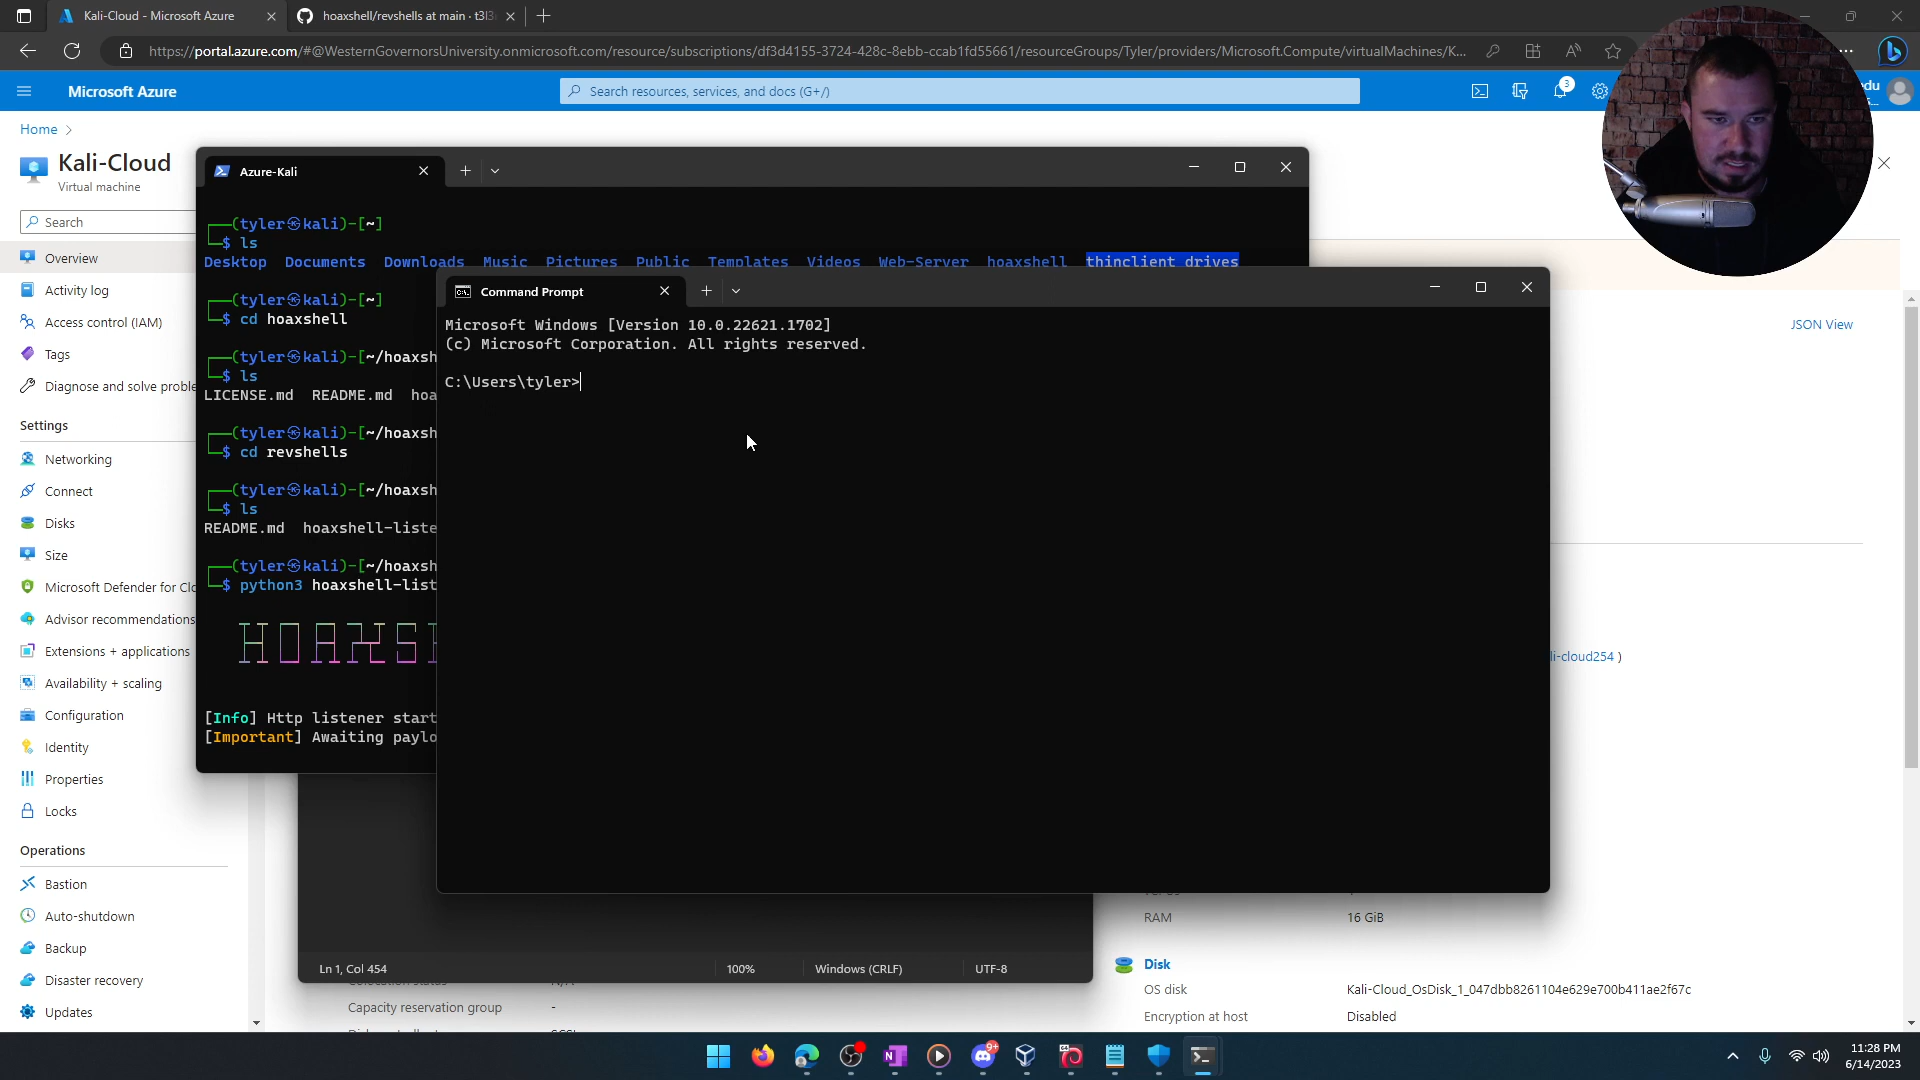 Kali-Cloud - Microsoft Azure
hoaxshell/revshells at main · t3l3
https://portal.azure.com/#@WesternGovernorsUniversity.onmicrosoft.com/resource/subscriptions/df3d4155-3724-428c-8ebb-ccab1fd55661/resourceGroups/Tyler/providers/Microsoft.Compute/virtualMachines/K...
Microsoft Azure
Search resources, services, and docs (G+/)
3
du
Home >
Kali-Cloud
Virtual machine
Search
Overview
Activity log
Access control (IAM)
Tags
Diagnose and solve proble
Settings
Networking
Connect
Disks
Size
Microsoft Defender for Clo
Advisor recommendations
Extensions + applications
Availability + scaling
Configuration
Identity
Properties
Locks
Operations
Bastion
Auto-shutdown
Backup
Disaster recovery
Updates
Azure-Kali
┌──(tyler㉿kali)-[~]
└─$ ls
Desktop Documents Downloads Music Pictures Public Templates Videos Web-Server hoaxshell thinclient_drives
┌──(tyler㉿kali)-[~]
└─$ cd hoaxshell
┌──(tyler㉿kali)-[~/hoaxsh
└─$ ls
LICENSE.md README.md hoa
┌──(tyler㉿kali)-[~/hoaxsh
└─$ cd revshells
┌──(tyler㉿kali)-[~/hoaxsh
└─$ ls
README.md hoaxshell-liste
┌──(tyler㉿kali)-[~/hoaxsh
└─$ python3 hoaxshell-list
HOAXSH
[Info] Http listener start
[Important] Awaiting paylo
Command Prompt
Microsoft Windows [Version 10.0.22621.1702]
(c) Microsoft Corporation. All rights reserved.
C:\Users\tyler>
JSON View
li-cloud254 )
RAM
16 GiB
Disk
OS disk
Kali-Cloud_OsDisk_1_047dbb8261104e629e700b411ae2f67c
Encryption at host
Disabled
Ln 1, Col 454
100%
Windows (CRLF)
UTF-8
Capacity reservation group
-
9+
11:28 PM
6/14/2023